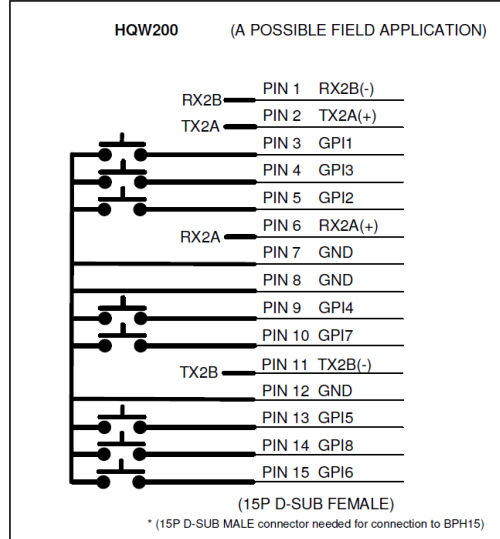 HQW200 (A POSSIBLE FIELD APPLICATION)
RX2B PIN 1 RX2B(-)
TX2A PIN 2 TX2A(+)
PIN 3 GPI1
PIN 4 GPI3
PIN 5 GPI2
RX2A PIN 6 RX2A(+)
PIN 7 GND
PIN 8 GND
PIN 9 GPI4
PIN 10 GPI7
TX2B PIN 11 TX2B(-)
PIN 12 GND
PIN 13 GPI5
PIN 14 GPI8
PIN 15 GPI6
(15P D-SUB FEMALE)
* (15P D-SUB MALE connector needed for connection to BPH15)